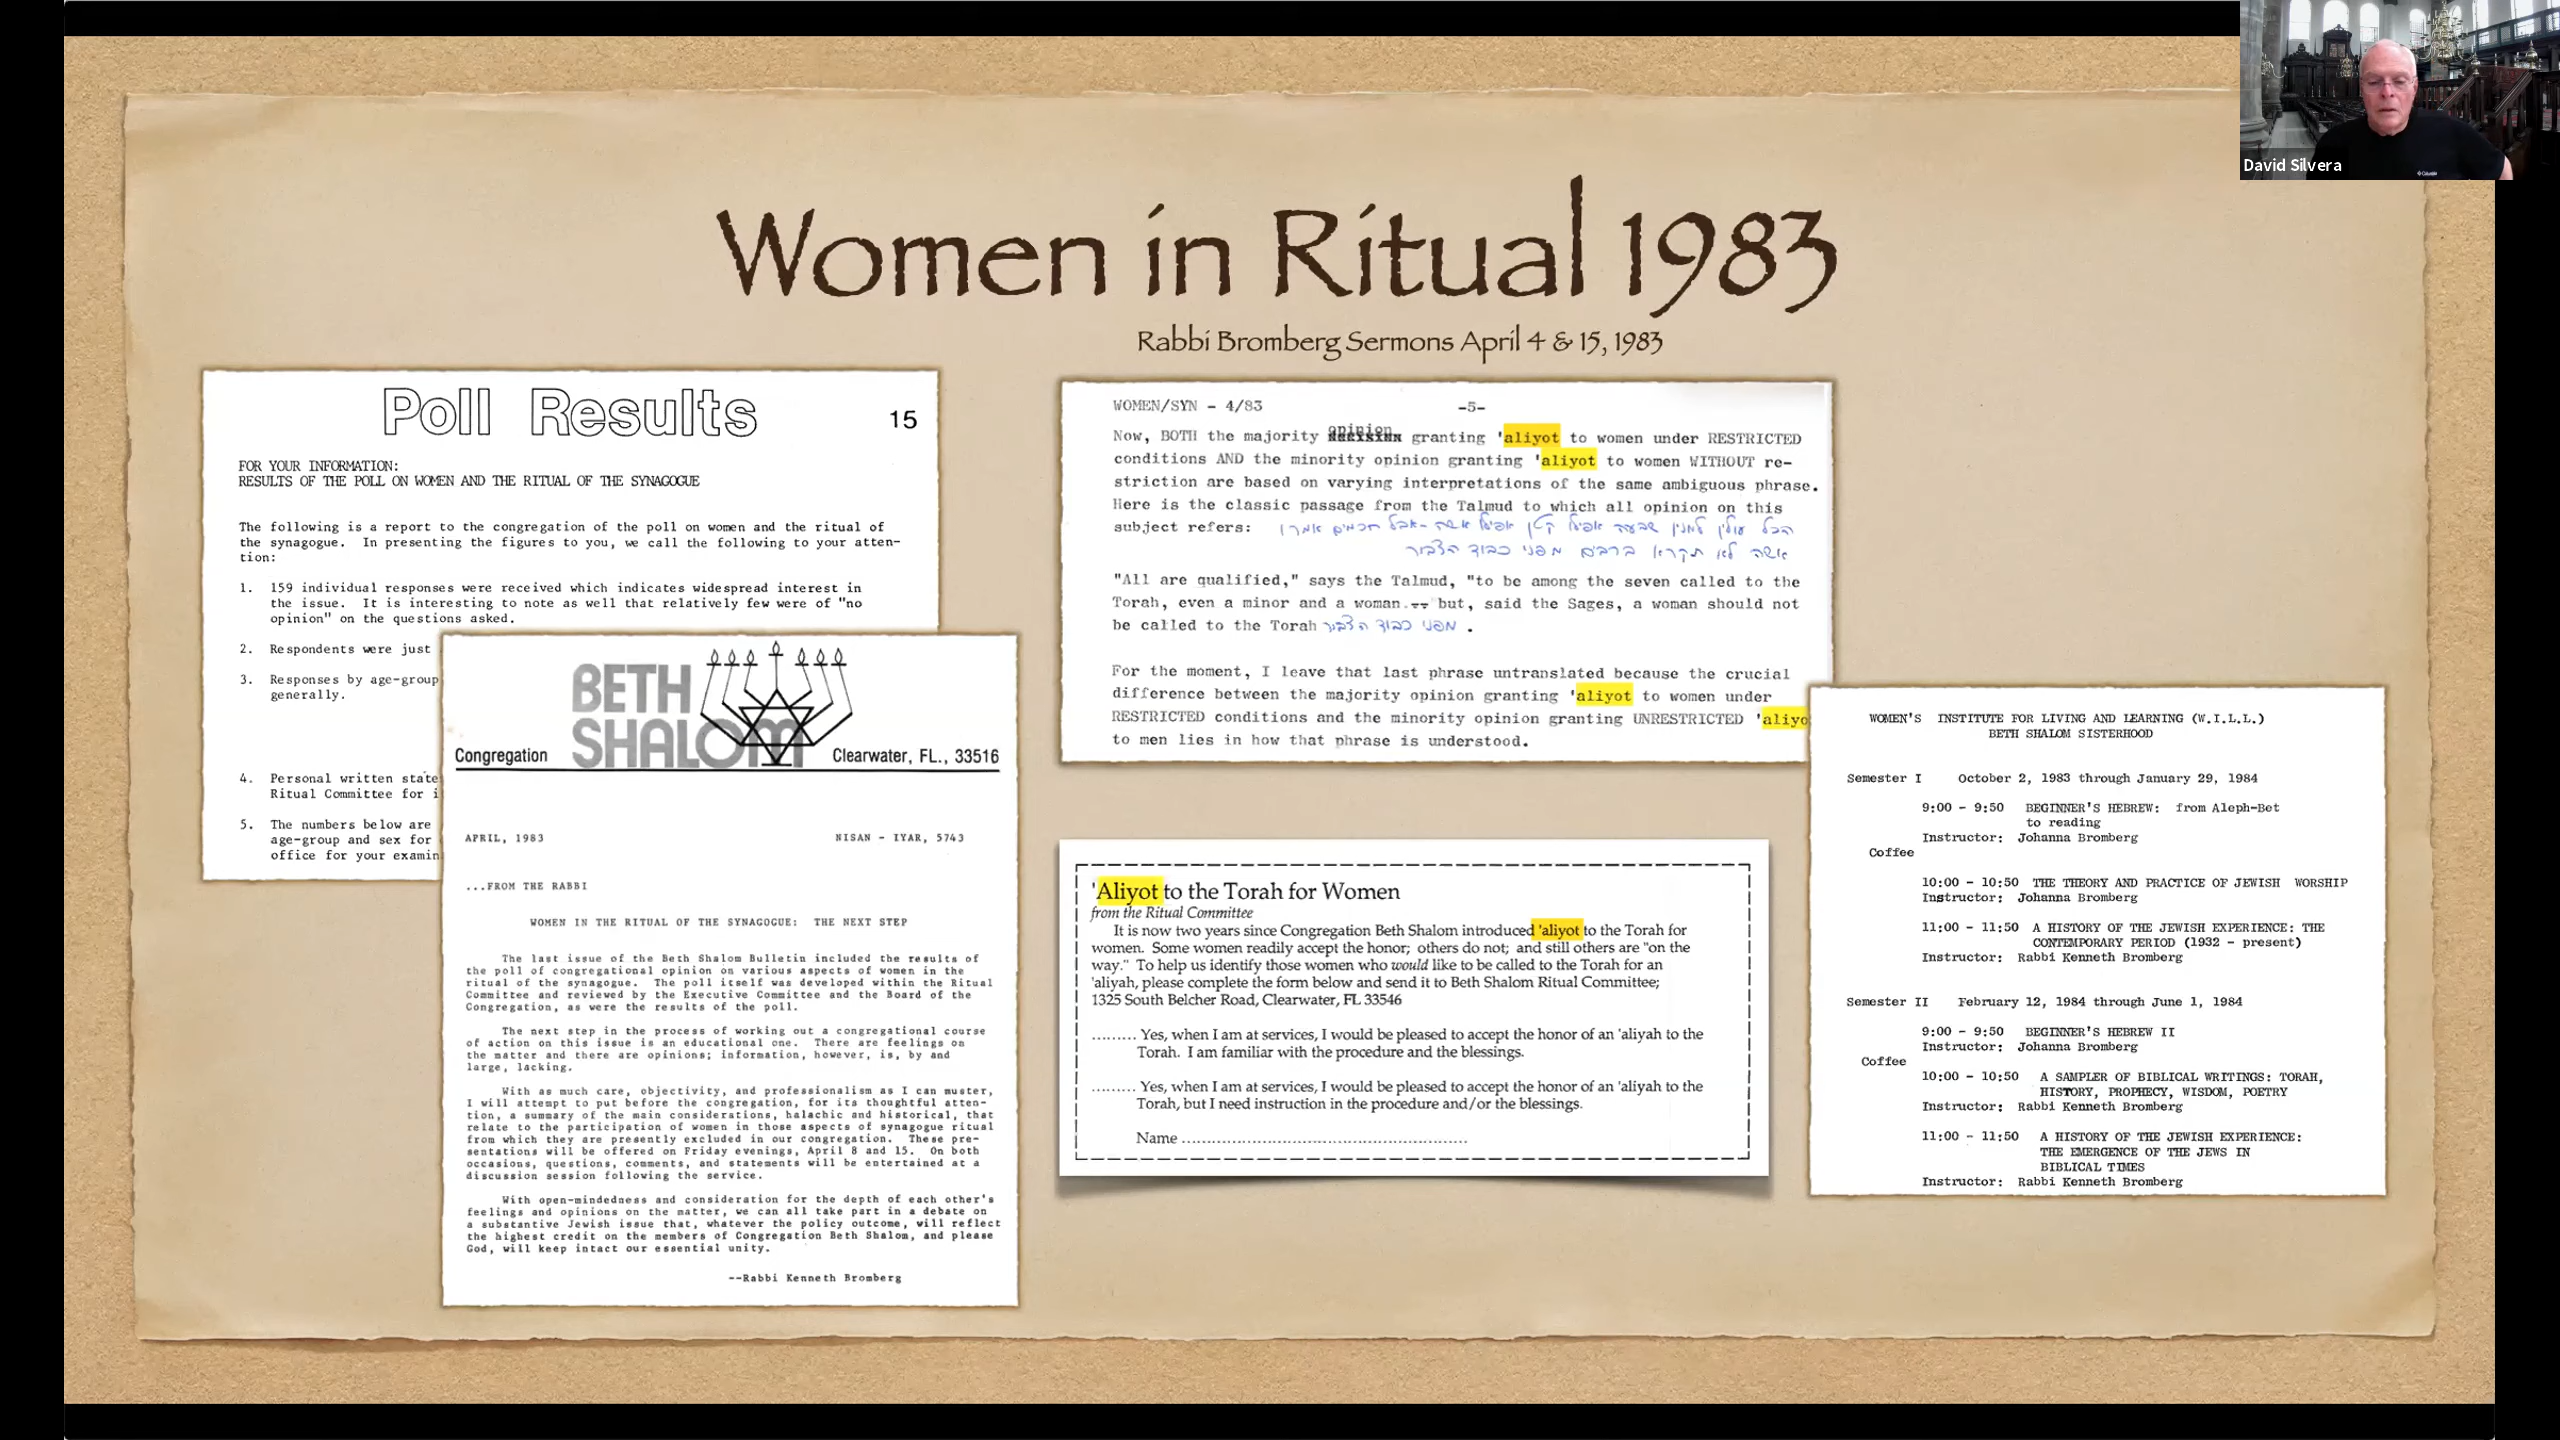 David Silvera
Women in Ritual 1983
Rabbi Bromberg Sermons April 4 & 15, 1983
Poll Results
15
FOR YOUR INFORMATION:
RESULTS OF THE POLL ON WOMEN AND THE RITUAL OF THE SYNAGOGUE
The following is a report to the congregation of the poll on women and the ritual of
the synagogue. In presenting the figures to you, we call the following to your atten-
tion:
1. 159 individual responses were received which indicates widespread interest in
the issue. It is interesting to note as well that relatively few were of "no
opinion" on the questions asked.
2. Respondents were just
3. Responses by age-group
generally.
4. Personal written state
Ritual Committee for i
5. The numbers below are
age-group and sex for
office for your examin
BETH
SHALOM
Congregation
Clearwater, FL., 33516
APRIL, 1983
NISAN - IYAR, 5743
...FROM THE RABBI
WOMEN IN THE RITUAL OF THE SYNAGOGUE: THE NEXT STEP
The last issue of the Beth Shalom Bulletin included the results of
the poll of congregational opinion on various aspects of women in the
ritual of the synagogue. The poll itself was developed within the Ritual
Committee and reviewed by the Executive Committee and the Board of the
Congregation, as were the results of the poll.
The next step in the process of working out a congregational course
of action on this issue is an educational one. There are feelings on
the matter and there are opinions; information, however, is, by and
large, lacking.
With as much care, objectivity, and professionalism as I can muster,
I will attempt to put before the congregation, for its thoughtful atten-
tion, a summary of the main considerations, halachic and historical, that
relate to the participation of women in those aspects of synagogue ritual
from which they are presently excluded in our congregation. These pre-
sentations will be offered on Friday evenings, April 8 and 15. On both
occasions, questions, comments, and statements will be entertained at a
discussion session following the service.
With open-mindedness and consideration for the depth of each other's
feelings and opinions on the matter, we can all take part in a debate on
a substantive Jewish issue that, whatever the policy outcome, will reflect
the highest credit on the members of Congregation Beth Shalom, and please
God, will keep intact our essential unity.
--Rabbi Kenneth Bromberg
WOMEN/SYN - 4/83
-5-
Now, BOTH the majority opinion granting 'aliyot to women under RESTRICTED
conditions AND the minority opinion granting 'aliyot to women WITHOUT re-
striction are based on varying interpretations of the same ambiguous phrase.
Here is the classic passage from the Talmud to which all opinion on this
subject refers: הכל עולין למנין שבעה אפילו קטן אפילו אשה - אבל חכמים אמרו
אשה לא תקרא ברבים מפני כבוד הצבור
"All are qualified," says the Talmud, "to be among the seven called to the
Torah, even a minor and a woman -- but, said the Sages, a woman should not
be called to the Torah מפני כבוד הצבור .
For the moment, I leave that last phrase untranslated because the crucial
difference between the majority opinion granting 'aliyot to women under
RESTRICTED conditions and the minority opinion granting UNRESTRICTED 'aliyo
to men lies in how that phrase is understood.
'Aliyot to the Torah for Women
from the Ritual Committee
It is now two years since Congregation Beth Shalom introduced 'aliyot to the Torah for
women. Some women readily accept the honor; others do not; and still others are "on the
way." To help us identify those women who would like to be called to the Torah for an
'aliyah, please complete the form below and send it to Beth Shalom Ritual Committee;
1325 South Belcher Road, Clearwater, FL 33546
......... Yes, when I am at services, I would be pleased to accept the honor of an 'aliyah to the
Torah. I am familiar with the procedure and the blessings.
......... Yes, when I am at services, I would be pleased to accept the honor of an 'aliyah to the
Torah, but I need instruction in the procedure and/or the blessings.
Name ....................................................................
WOMEN'S INSTITUTE FOR LIVING AND LEARNING (W.I.L.L.)
BETH SHALOM SISTERHOOD
Semester I October 2, 1983 through January 29, 1984
9:00 - 9:50 BEGINNER'S HEBREW: from Aleph-Bet
to reading
Instructor: Johanna Bromberg
Coffee
10:00 - 10:50 THE THEORY AND PRACTICE OF JEWISH WORSHIP
Instructor: Johanna Bromberg
11:00 - 11:50 A HISTORY OF THE JEWISH EXPERIENCE: THE
CONTEMPORARY PERIOD (1932 - present)
Instructor: Rabbi Kenneth Bromberg
Semester II February 12, 1984 through June 1, 1984
9:00 - 9:50 BEGINNER'S HEBREW II
Instructor: Johanna Bromberg
Coffee
10:00 - 10:50 A SAMPLER OF BIBLICAL WRITINGS: TORAH,
HISTORY, PROPHECY, WISDOM, POETRY
Instructor: Rabbi Kenneth Bromberg
11:00 - 11:50 A HISTORY OF THE JEWISH EXPERIENCE:
THE EMERGENCE OF THE JEWS IN
BIBLICAL TIMES
Instructor: Rabbi Kenneth Bromberg